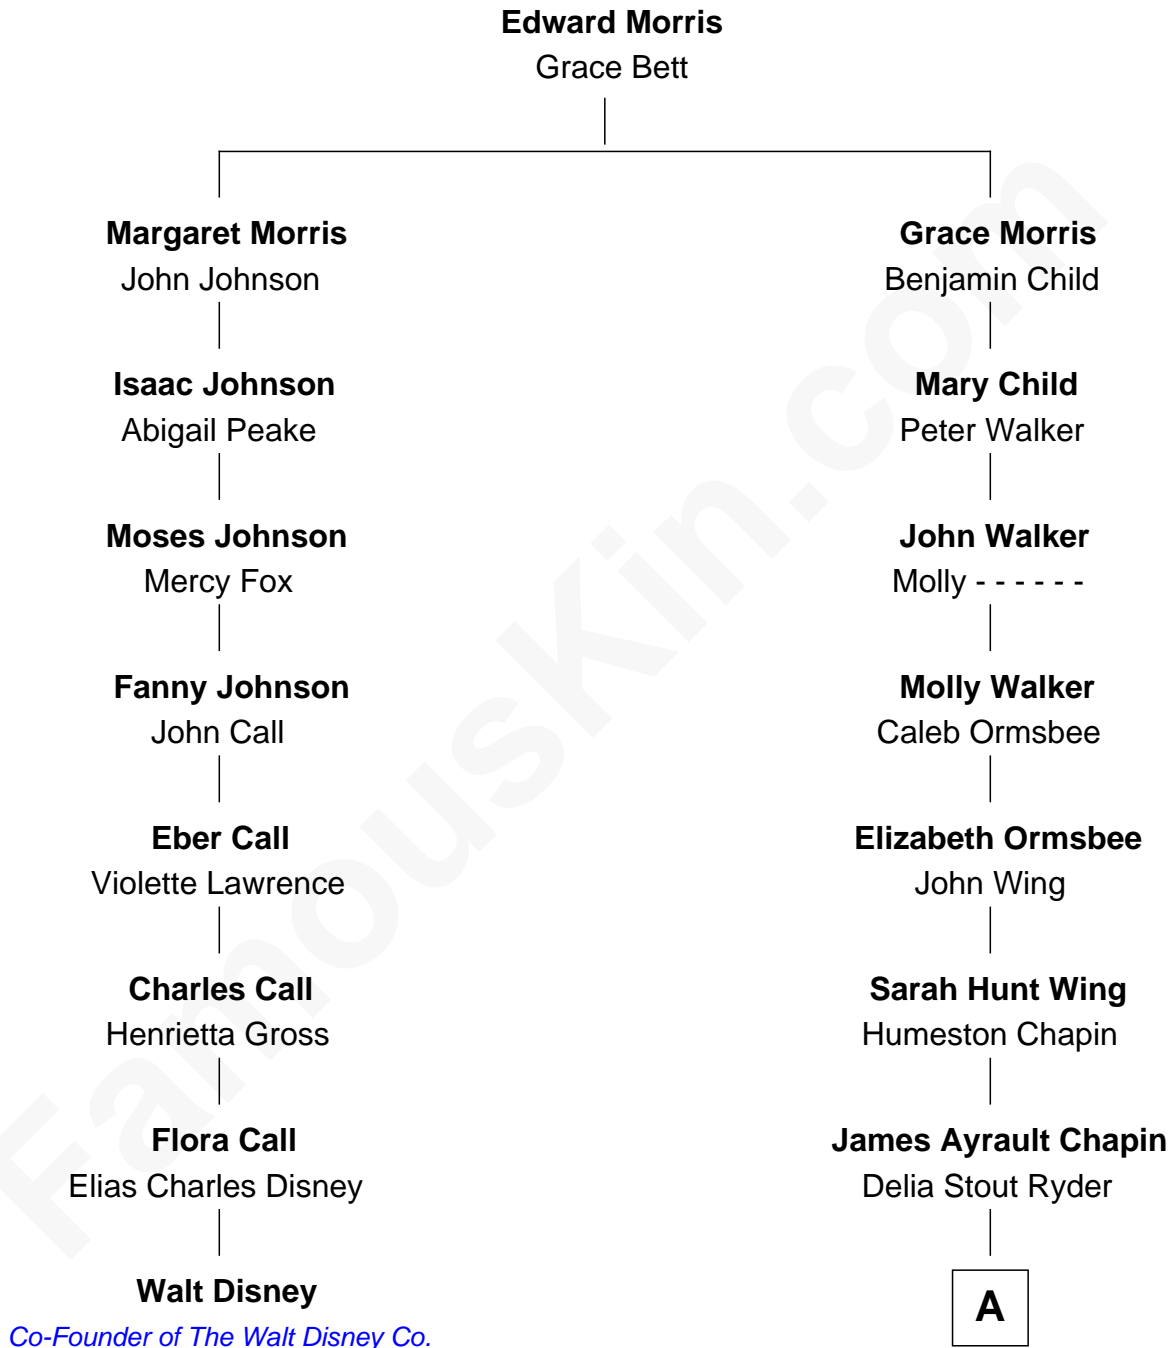 Edward Morris
Grace Bett
Margaret Morris
John Johnson
Grace Morris
Benjamin Child
Isaac Johnson
Abigail Peake
Mary Child
Peter Walker
Moses Johnson
Mercy Fox
John Walker
Molly - - - - - -
Fanny Johnson
John Call
Molly Walker
Caleb Ormsbee
Eber Call
Violette Lawrence
Elizabeth Ormsbee
John Wing
Charles Call
Henrietta Gross
Sarah Hunt Wing
Humeston Chapin
Flora Call
Elias Charles Disney
James Ayrault Chapin
Delia Stout Ryder
Walt Disney
Co-Founder of The Walt Disney Co.
A
FamousKin.com